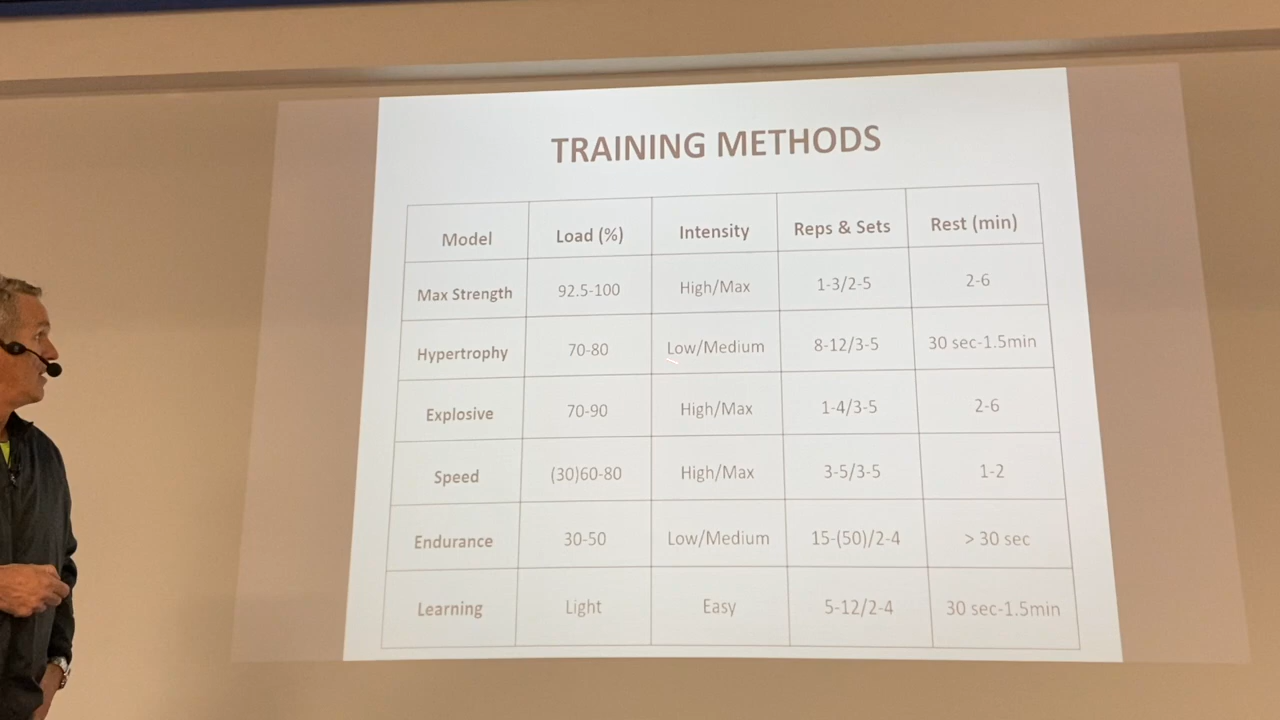 TRAINING METHODS
Model Load (%) Intensity Reps & Sets Rest (min)
Max Strength 92.5-100 High/Max 1-3/2-5 2-6
Hypertrophy 70-80 Low/Medium 8-12/3-5 30 sec-1.5min
Explosive 70-90 High/Max 1-4/3-5 2-6
Speed (30)60-80 High/Max 3-5/3-5 1-2
Endurance 30-50 Low/Medium 15-(50)/2-4 > 30 sec
Learning Light Easy 5-12/2-4 30 sec-1.5min